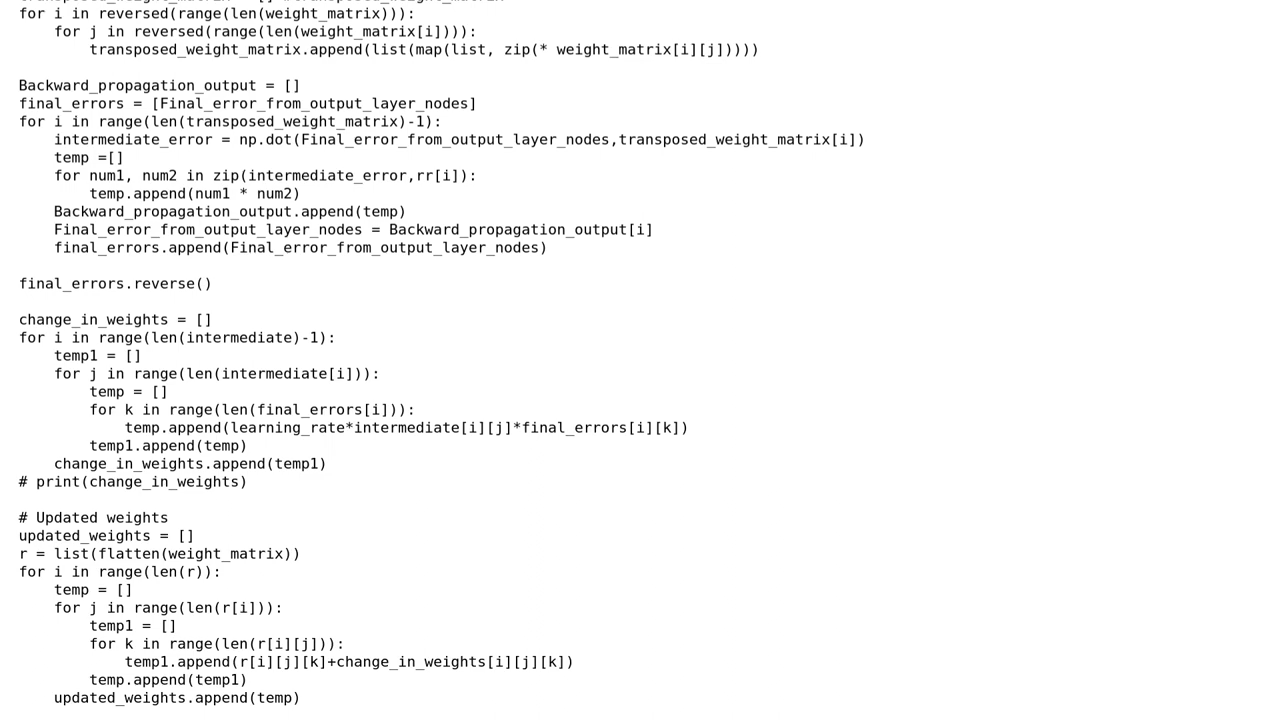 for i in reversed(range(len(weight_matrix))):
    for j in reversed(range(len(weight_matrix[i]))):
        transposed_weight_matrix.append(list(map(list, zip(* weight_matrix[i][j]))))

Backward_propagation_output = []
final_errors = [Final_error_from_output_layer_nodes]
for i in range(len(transposed_weight_matrix)-1):
    intermediate_error = np.dot(Final_error_from_output_layer_nodes,transposed_weight_matrix[i])
    temp =[]
    for num1, num2 in zip(intermediate_error,rr[i]):
        temp.append(num1 * num2)
    Backward_propagation_output.append(temp)
    Final_error_from_output_layer_nodes = Backward_propagation_output[i]
    final_errors.append(Final_error_from_output_layer_nodes)

final_errors.reverse()

change_in_weights = []
for i in range(len(intermediate)-1):
    temp1 = []
    for j in range(len(intermediate[i])):
        temp = []
        for k in range(len(final_errors[i])):
            temp.append(learning_rate*intermediate[i][j]*final_errors[i][k])
        temp1.append(temp)
    change_in_weights.append(temp1)
# print(change_in_weights)

# Updated weights
updated_weights = []
r = list(flatten(weight_matrix))
for i in range(len(r)):
    temp = []
    for j in range(len(r[i])):
        temp1 = []
        for k in range(len(r[i][j])):
            temp1.append(r[i][j][k]+change_in_weights[i][j][k])
        temp.append(temp1)
    updated_weights.append(temp)